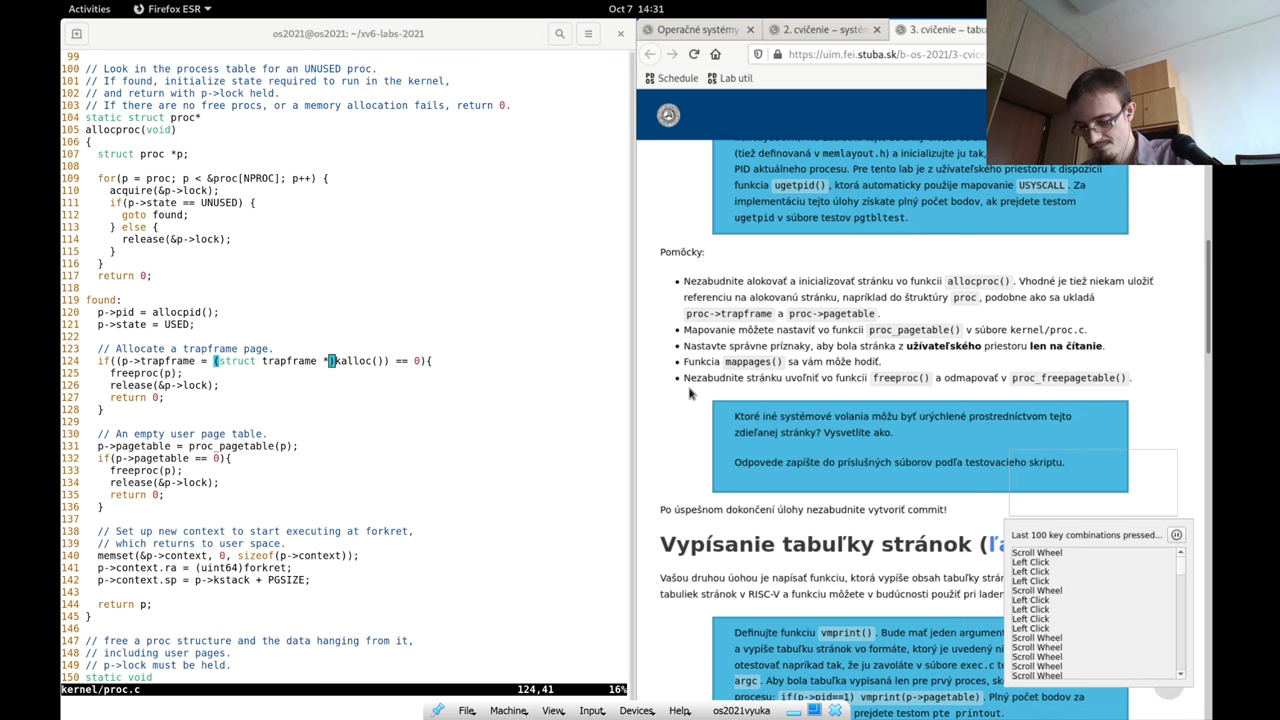 Activities
Firefox ESR
Oct 7 14:31
os2021@os2021: ~/xv6-labs-2021
99
100 // Look in the process table for an UNUSED proc.
101 // If found, initialize state required to run in the kernel,
102 // and return with p->lock held.
103 // If there are no free procs, or a memory allocation fails, return 0.
104 static struct proc*
105 allocproc(void)
106 {
107   struct proc *p;
108
109   for(p = proc; p < &proc[NPROC]; p++) {
110     acquire(&p->lock);
111     if(p->state == UNUSED) {
112       goto found;
113     } else {
114       release(&p->lock);
115     }
116   }
117   return 0;
118
119 found:
120   p->pid = allocpid();
121   p->state = USED;
122
123   // Allocate a trapframe page.
124   if((p->trapframe = (struct trapframe *)kalloc()) == 0){
125     freeproc(p);
126     release(&p->lock);
127     return 0;
128   }
129
130   // An empty user page table.
131   p->pagetable = proc_pagetable(p);
132   if(p->pagetable == 0){
133     freeproc(p);
134     release(&p->lock);
135     return 0;
136   }
137
138   // Set up new context to start executing at forkret,
139   // which returns to user space.
140   memset(&p->context, 0, sizeof(p->context));
141   p->context.ra = (uint64)forkret;
142   p->context.sp = p->kstack + PGSIZE;
143
144   return p;
145 }
146
147 // free a proc structure and the data hanging from it,
148 // including user pages.
149 // p->lock must be held.
150 static void
kernel/proc.c 124,41 16%
Operačné systémy
2. cvičenie – systém
3. cvičenie – tabu
https://uim.fei.stuba.sk/b-os-2021/3-cvice
Schedule
Lab util
(tiež definovaná v memlayout.h) a inicializujte ju tak,
PID aktuálneho procesu. Pre tento lab je z užívateľského priestoru k dispozícii
funkcia ugetpid(), ktorá automaticky použije mapovanie USYSCALL. Za
implementáciu tejto úlohy získate plný počet bodov, ak prejdete testom
ugetpid v súbore testov pgtbltest.
Pomôcky:
Nezabudnite alokovať a inicializovať stránku vo funkcii allocproc(). Vhodné je tiež niekam uložiť
referenciu na alokovanú stránku, napríklad do štruktúry proc, podobne ako sa ukladá
proc->trapframe a proc->pagetable.
Mapovanie môžete nastaviť vo funkcii proc_pagetable() v súbore kernel/proc.c.
Nastavte správne príznaky, aby bola stránka z užívateľského priestoru len na čítanie.
Funkcia mappages() sa vám môže hodiť.
Nezabudnite stránku uvoľniť vo funkcii freeproc() a odmapovať v proc_freepagetable().
Ktoré iné systémové volania môžu byť urýchlené prostredníctvom tejto
zdieľanej stránky? Vysvetlite ako.
Odpovede zapíšte do príslušných súborov podľa testovacieho skriptu.
Po úspešnom dokončení úlohy nezabudnite vytvoriť commit!
Vypísanie tabuľky stránok (ľa
Vašou druhou úohou je napísať funkciu, ktorá vypíše obsah tabuľky strán
tabuliek stránok v RISC-V a funkciu môžete v budúcnosti použiť pri laden
Definujte funkciu vmprint(). Bude mať jeden argument
a vypíše tabuľku stránok vo formáte, ktorý je uvedený ni
otestovať napríklad tak, že ju zavoláte v súbore exec.c te
argc. Aby bola tabuľka vypísaná len pre prvý proces, sk
procesu: if(p->pid==1) vmprint(p->pagetable). Plný počet bodov za
prejdete testom pte printout.
Last 100 key combinations pressed...
Scroll Wheel
Left Click
Left Click
Left Click
Scroll Wheel
Left Click
Left Click
Left Click
Left Click
Scroll Wheel
Scroll Wheel
Scroll Wheel
Scroll Wheel
Scroll Wheel
File
Machine
View
Input
Devices
Help
os2021vyuka